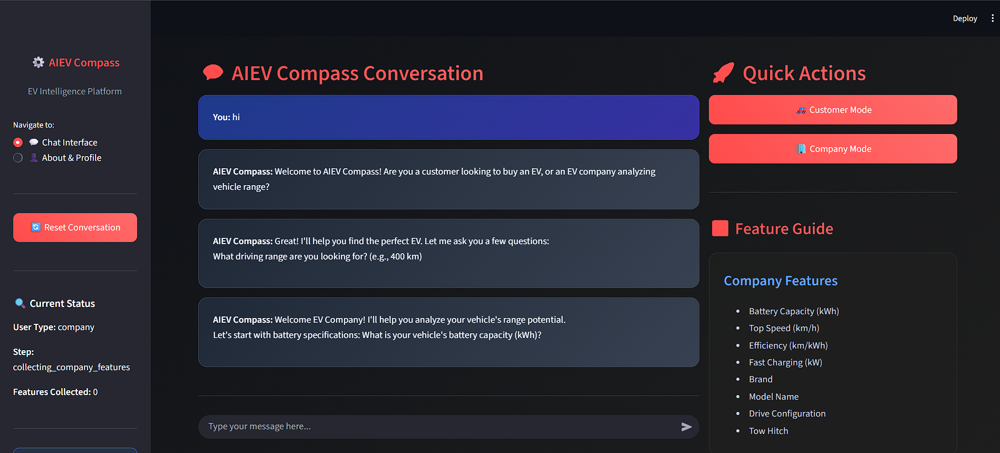 Deploy
AIEV Compass
EV Intelligence Platform
Navigate to:
Chat Interface
About & Profile
Reset Conversation
Current Status
User Type: company
Step:
collecting_company_features
Features Collected: 0
AIEV Compass Conversation
You: hi
AIEV Compass: Welcome to AIEV Compass! Are you a customer looking to buy an EV, or an EV company analyzing
vehicle range?
AIEV Compass: Great! I'll help you find the perfect EV. Let me ask you a few questions:
What driving range are you looking for? (e.g., 400 km)
AIEV Compass: Welcome EV Company! I'll help you analyze your vehicle's range potential.
Let's start with battery specifications: What is your vehicle's battery capacity (kWh)?
Type your message here...
Quick Actions
Customer Mode
Company Mode
Feature Guide
Company Features
Battery Capacity (kWh)
Top Speed (km/h)
Efficiency (km/kWh)
Fast Charging (kW)
Brand
Model Name
Drive Configuration
Tow Hitch